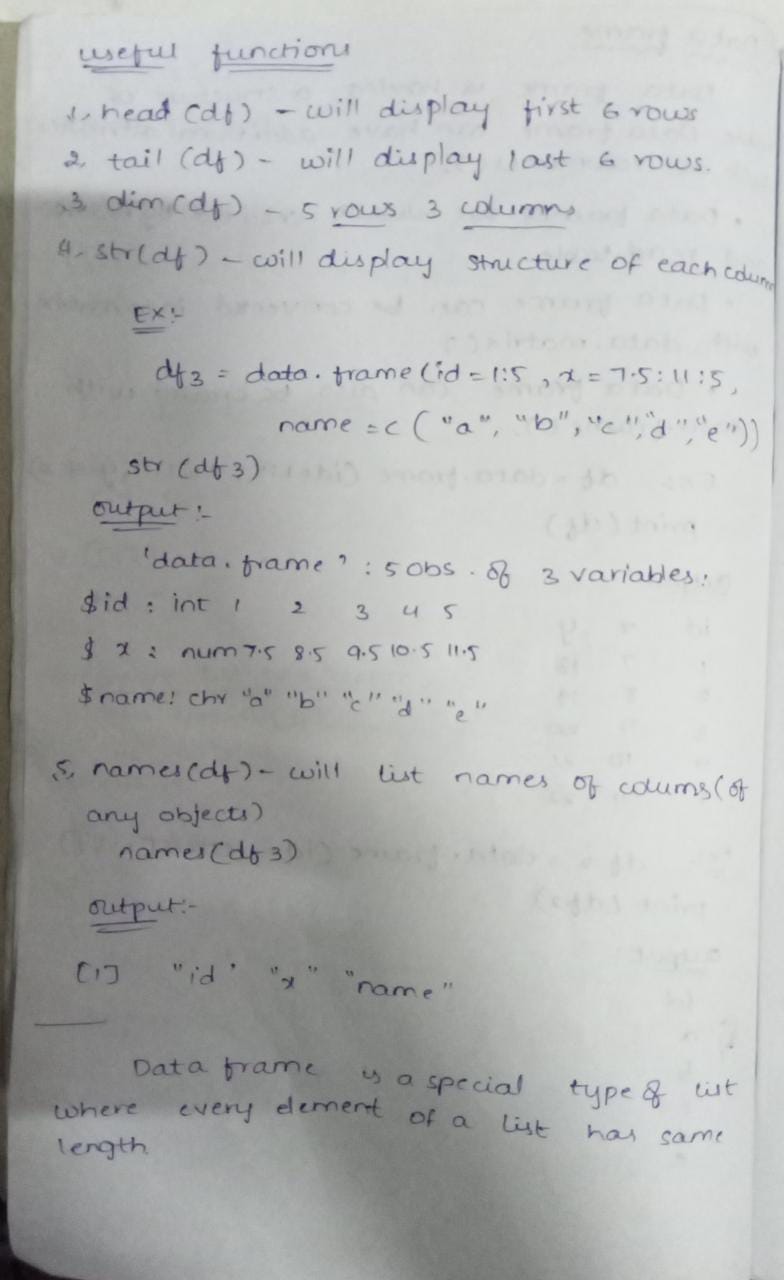 useful functions
1, head (df) - will display first 6 rows
2, tail (df) - will display last 6 rows.
3 dim (df) - 5 rows 3 columns
4. str(df) - will display structure of each column
EX:-
df3 = data.frame (id = 1:5, x = 7.5:11:5,
name = c ("a", "b", "c", "d", "e"))
str (df3)
output :-
'data.frame' : 5 obs. of 3 variables:
$ id : int 1 2 3 4 5
$ x : num 7.5 8.5 9.5 10.5 11.5
$ name: chr "a" "b" "c" "d" "e"
5, names(df) - will list names of colums (of
any objects)
names (df3)
output:-
[1] "id" "x" "name"
Data frame is a special type of list
where every element of a list has same
length